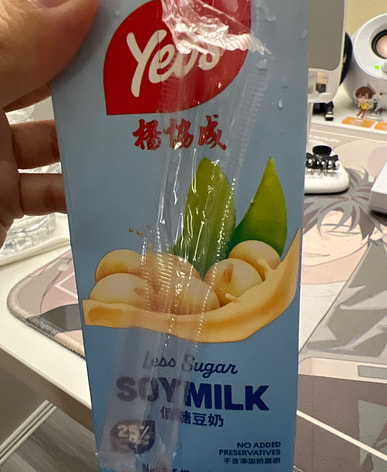 Yeo's
楊協成
Less Sugar
SOY MILK
低糖豆奶
25%
NO ADDED
PRESERVATIVES
不含添加防腐劑